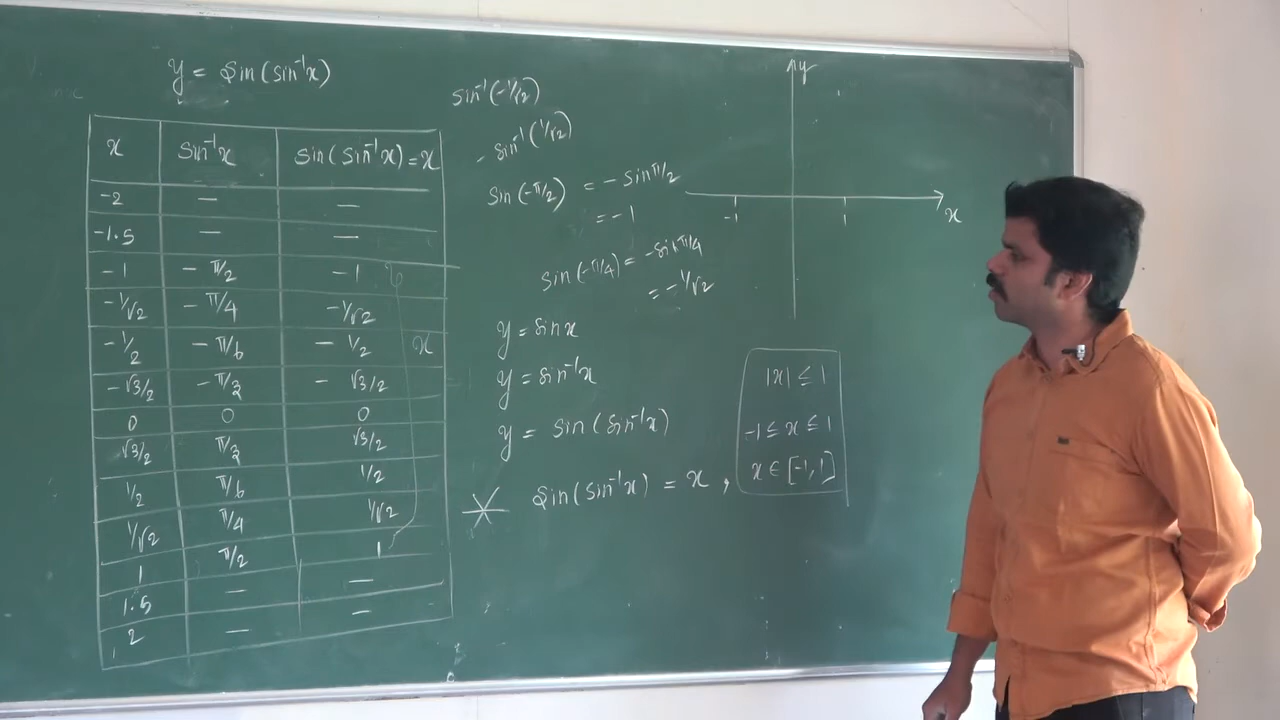 y = sin(sin⁻¹x)
x | sin⁻¹x | sin(sin⁻¹x) = x
-2 | — | —
-1.5 | — | —
-1 | -π/2 | -1
-1/√2 | -π/4 | -1/√2
-1/2 | -π/6 | -1/2 x
-√3/2 | -π/3 | -√3/2
0 | 0 | 0
√3/2 | π/3 | √3/2
1/2 | π/6 | 1/2
1/√2 | π/4 | 1/√2
1 | π/2 | 1
1.5 | — | —
2 | — | —
sin⁻¹(-1/√2)
- sin⁻¹(1/√2)
sin(-π/2) = - sin π/2
= -1
sin(-π/4) = -sin π/4
= -1/√2
y = sinx
y = sin⁻¹x
y = sin(sin⁻¹x)
sin(sin⁻¹x) = x ,
|x| ≤ 1
-1 ≤ x ≤ 1
x ∈ [-1, 1]
y
-1 1 x